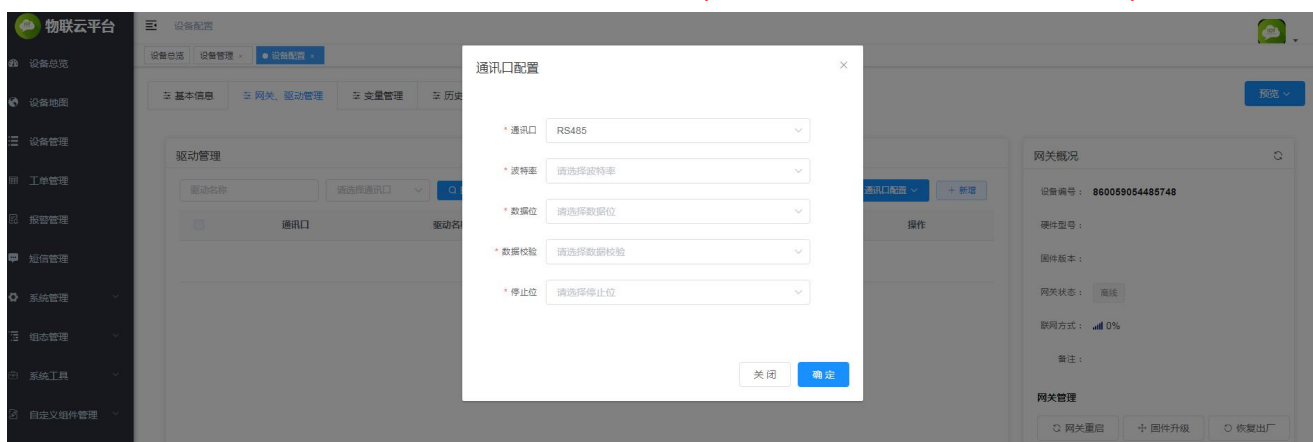 物联云平台
设备配置
设备总览 设备管理 × ● 设备配置 ×
设备总览
设备地图
设备管理
工单管理
报警管理
短信管理
系统管理
组态管理
系统工具
自定义组件管理
基本信息 网关、驱动管理 变量管理 历史
预览
驱动管理
驱动名称 请选择通讯口
通讯口配置 + 新增
通讯口 驱动名称 操作
通讯口配置
* 通讯口 RS485
* 波特率 请选择波特率
* 数据位 请选择数据位
* 数据校验 请选择数据校验
* 停止位 请选择停止位
关闭 确定
网关概况
设备编号: 860059054485748
硬件型号:
固件版本:
网关状态: 离线
联网方式: 0%
备注:
网关管理
网关重启 固件升级 恢复出厂